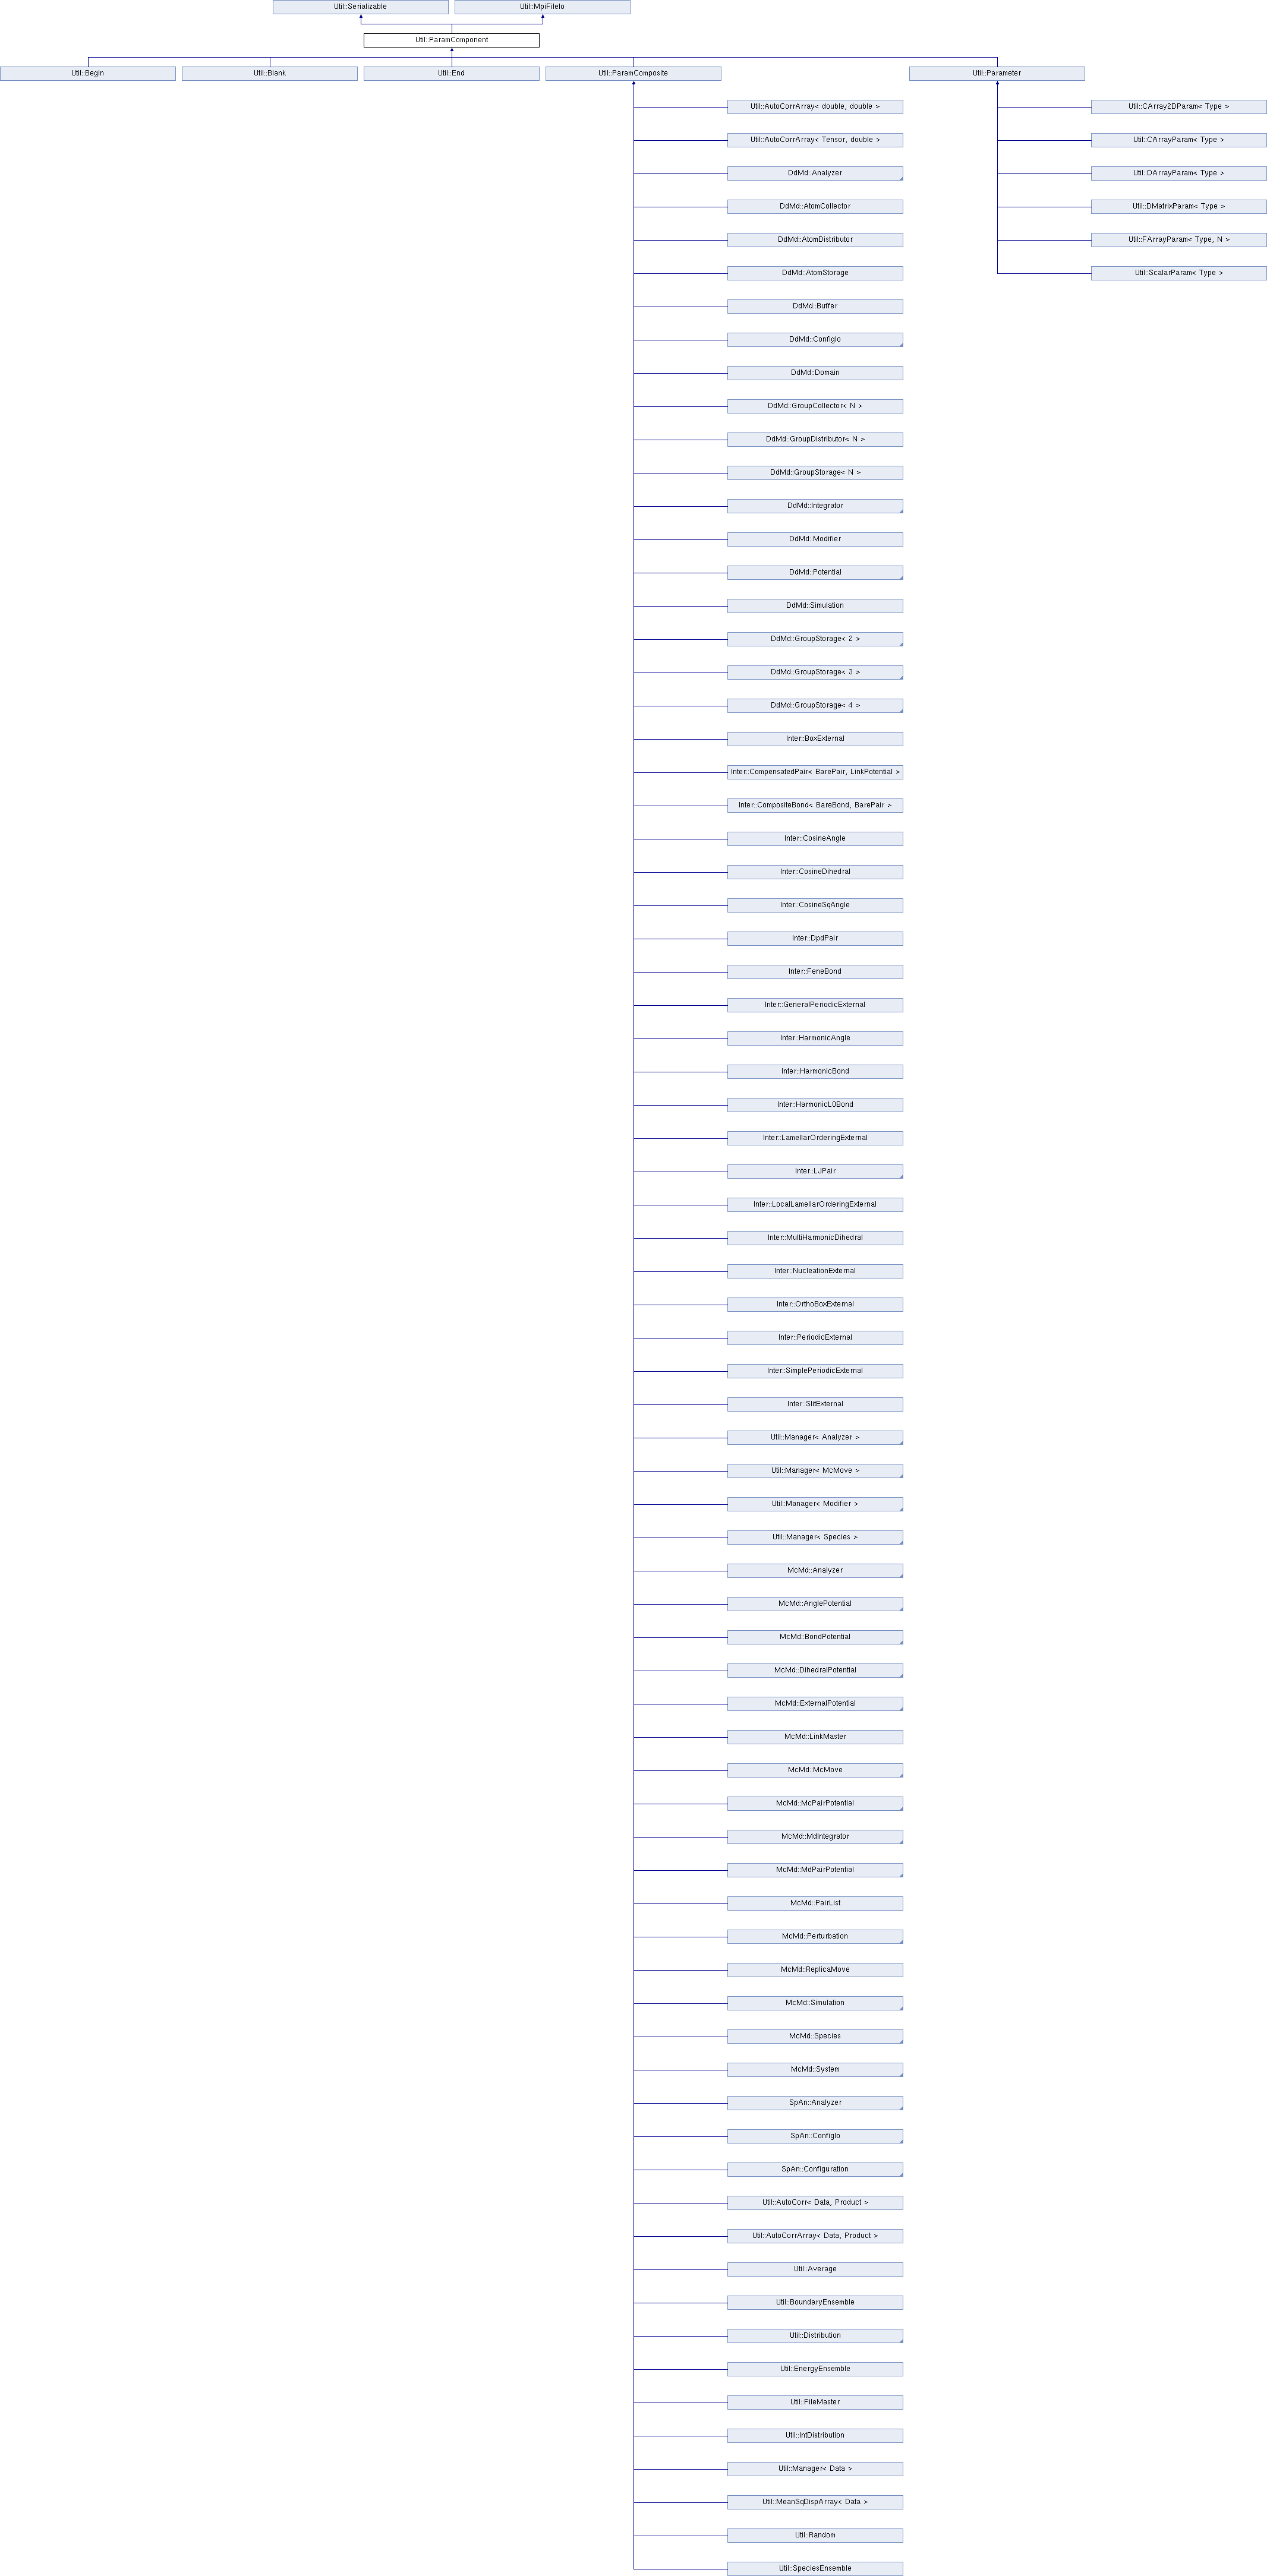 Util::Serializable
Util::MpiFileIo
Util::ParamComponent
Util::Begin
Util::Blank
Util::End
Util::ParamComposite
Util::Parameter
Util::AutoCorrArray< double, double >
Util::CArray2DParam< Type >
Util::AutoCorrArray< Tensor, double >
Util::CArrayParam< Type >
DdMd::Analyzer
Util::DArrayParam< Type >
DdMd::AtomCollector
Util::DMatrixParam< Type >
DdMd::AtomDistributor
Util::FArrayParam< Type, N >
DdMd::AtomStorage
Util::ScalarParam< Type >
DdMd::Buffer
DdMd::ConfigIo
DdMd::Domain
DdMd::GroupCollector< N >
DdMd::GroupDistributor< N >
DdMd::GroupStorage< N >
DdMd::Integrator
DdMd::Modifier
DdMd::Potential
DdMd::Simulation
DdMd::GroupStorage< 2 >
DdMd::GroupStorage< 3 >
DdMd::GroupStorage< 4 >
Inter::BoxExternal
Inter::CompensatedPair< BarePair, LinkPotential >
Inter::CompositeBond< BareBond, BarePair >
Inter::CosineAngle
Inter::CosineDihedral
Inter::CosineSqAngle
Inter::DpdPair
Inter::FeneBond
Inter::GeneralPeriodicExternal
Inter::HarmonicAngle
Inter::HarmonicBond
Inter::HarmonicL0Bond
Inter::LamellarOrderingExternal
Inter::LJPair
Inter::LocalLamellarOrderingExternal
Inter::MultiHarmonicDihedral
Inter::NucleationExternal
Inter::OrthoBoxExternal
Inter::PeriodicExternal
Inter::SimplePeriodicExternal
Inter::SlitExternal
Util::Manager< Analyzer >
Util::Manager< McMove >
Util::Manager< Modifier >
Util::Manager< Species >
McMd::Analyzer
McMd::AnglePotential
McMd::BondPotential
McMd::DihedralPotential
McMd::ExternalPotential
McMd::LinkMaster
McMd::McMove
McMd::McPairPotential
McMd::MdIntegrator
McMd::MdPairPotential
McMd::PairList
McMd::Perturbation
McMd::ReplicaMove
McMd::Simulation
McMd::Species
McMd::System
SpAn::Analyzer
SpAn::ConfigIo
SpAn::Configuration
Util::AutoCorr< Data, Product >
Util::AutoCorrArray< Data, Product >
Util::Average
Util::BoundaryEnsemble
Util::Distribution
Util::EnergyEnsemble
Util::FileMaster
Util::IntDistribution
Util::Manager< Data >
Util::MeanSqDispArray< Data >
Util::Random
Util::SpeciesEnsemble